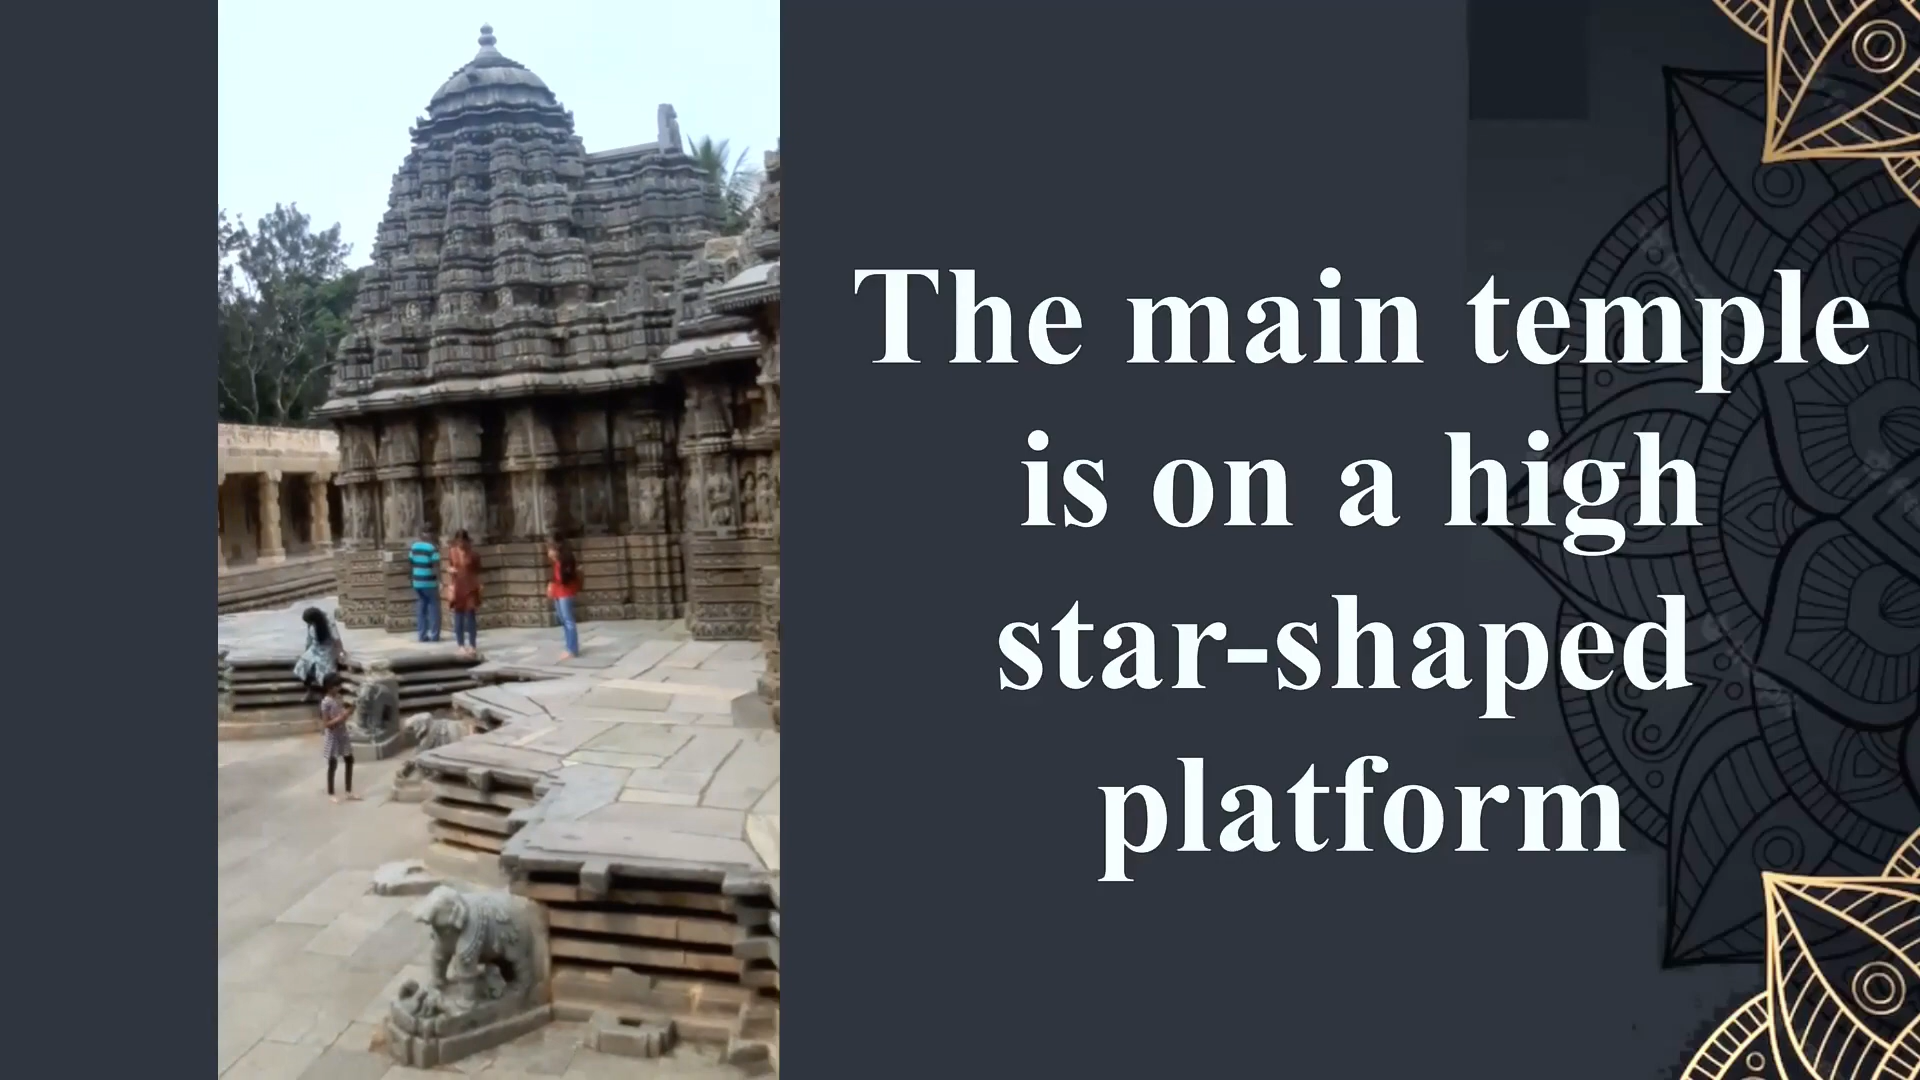 The main temple
is on a high
star-shaped
platform